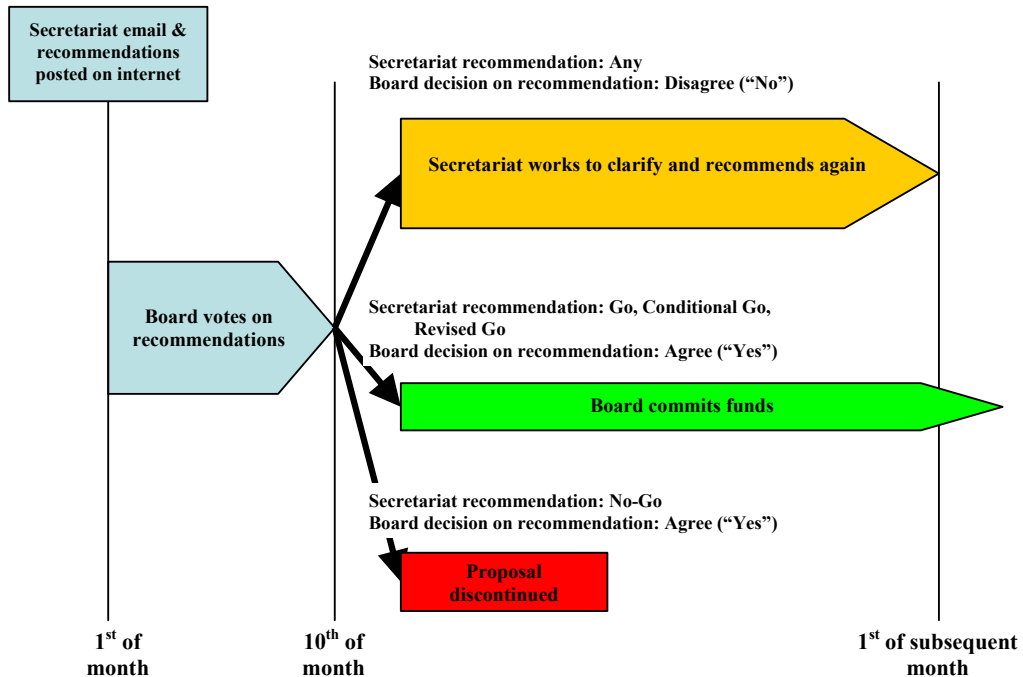 Secretariat email &
recommendations
posted on internet
Secretariat recommendation: Any
Board decision on recommendation: Disagree (“No”)
Secretariat works to clarify and recommends again
Board votes on
recommendations
Secretariat recommendation: Go, Conditional Go,
Revised Go
Board decision on recommendation: Agree (“Yes”)
Board commits funds
Secretariat recommendation: No-Go
Board decision on recommendation: Agree (“Yes”)
Proposal
discontinued
1st of
month
10th of
month
1st of subsequent
month